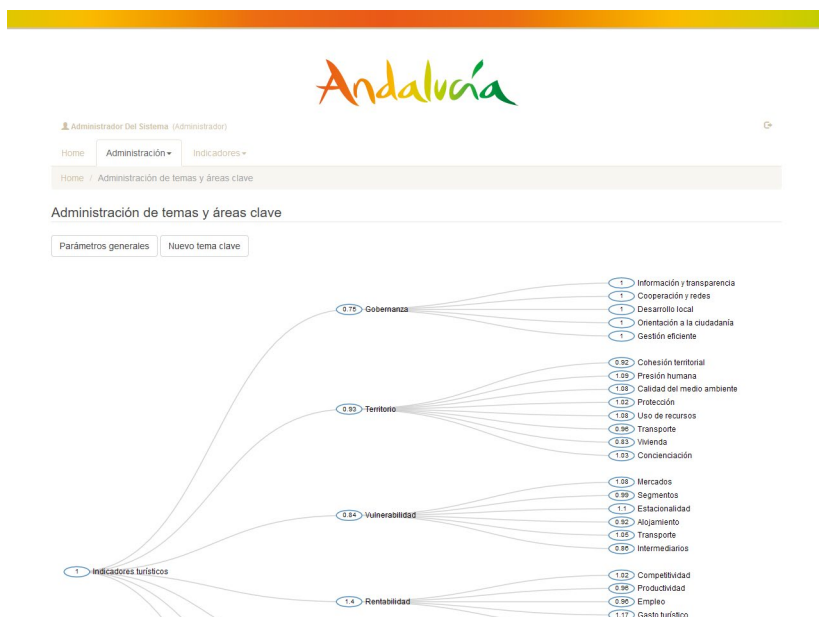 Andalucía
Administrador Del Sistema (Administrador)
Home Administración Indicadores
Home / Administración de temas y áreas clave
Administración de temas y áreas clave
Parámetros generales Nuevo tema clave
1 Información y transparencia
1 Cooperación y redes
0.75 Gobernanza 1 Desarrollo local
1 Orientación a la ciudadanía
1 Gestión eficiente
0.92 Cohesión territorial
1.09 Presión humana
1.08 Calidad del medio ambiente
1.02 Protección
0.93 Territorio
1.08 Uso de recursos
0.96 Transporte
0.83 Vivienda
1.03 Concienciación
1.08 Mercados
0.99 Segmentos
1.1 Estacionalidad
0.84 Vulnerabilidad
0.92 Alojamiento
1.05 Transporte
0.86 Intermediarios
1 Indicadores turísticos
1.02 Competitividad
0.96 Productividad
1.4 Rentabilidad 0.96 Empleo
1.17 Gasto turístico